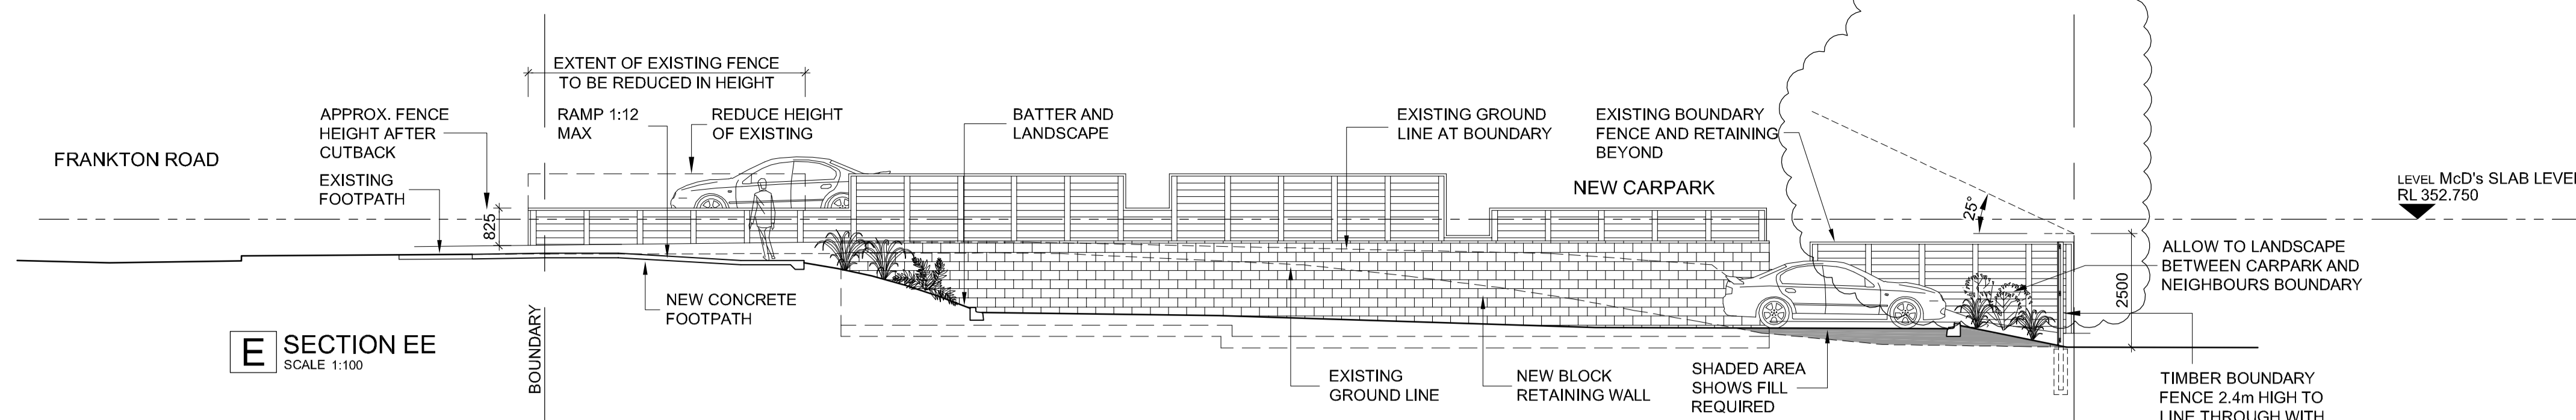 EXTENT OF EXISTING FENCE
TO BE REDUCED IN HEIGHT
APPROX. FENCE
HEIGHT AFTER
CUTBACK
RAMP 1:12
MAX
REDUCE HEIGHT
OF EXISTING
BATTER AND
LANDSCAPE
EXISTING GROUND
LINE AT BOUNDARY
EXISTING BOUNDARY
FENCE AND RETAINING
BEYOND
FRANKTON ROAD
EXISTING
FOOTPATH
NEW CARPARK
LEVEL McD's SLAB LEVEL
RL 352.750
825
25°
ALLOW TO LANDSCAPE
BETWEEN CARPARK AND
NEIGHBOURS BOUNDARY
2500
NEW CONCRETE
FOOTPATH
BOUNDARY
E SECTION EE
SCALE 1:100
EXISTING
GROUND LINE
NEW BLOCK
RETAINING WALL
SHADED AREA
SHOWS FILL
REQUIRED
TIMBER BOUNDARY
FENCE 2.4m HIGH TO
LINE THROUGH WITH